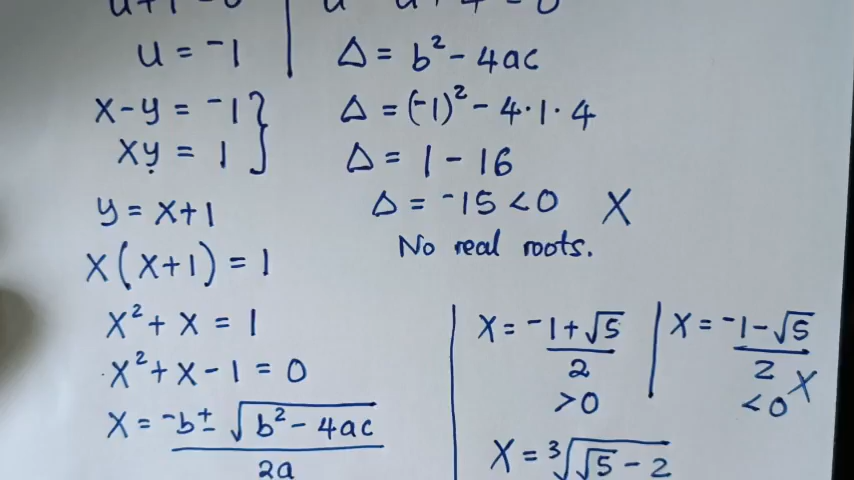 u = ⁻1
x - y = ⁻1 }
xy = 1
y = x+1
x(x+1) = 1
x² + x = 1
x² + x - 1 = 0
x = ⁻b ± √(b² - 4ac) / 2a
Δ = b² - 4ac
Δ = (⁻1)² - 4·1·4
Δ = 1 - 16
Δ = ⁻15 < 0 X
No real roots.
x = ⁻1 + √5 / 2
> 0
x = ⁻1 - √5 / 2 X
< 0
x = ³√(√5 - 2)